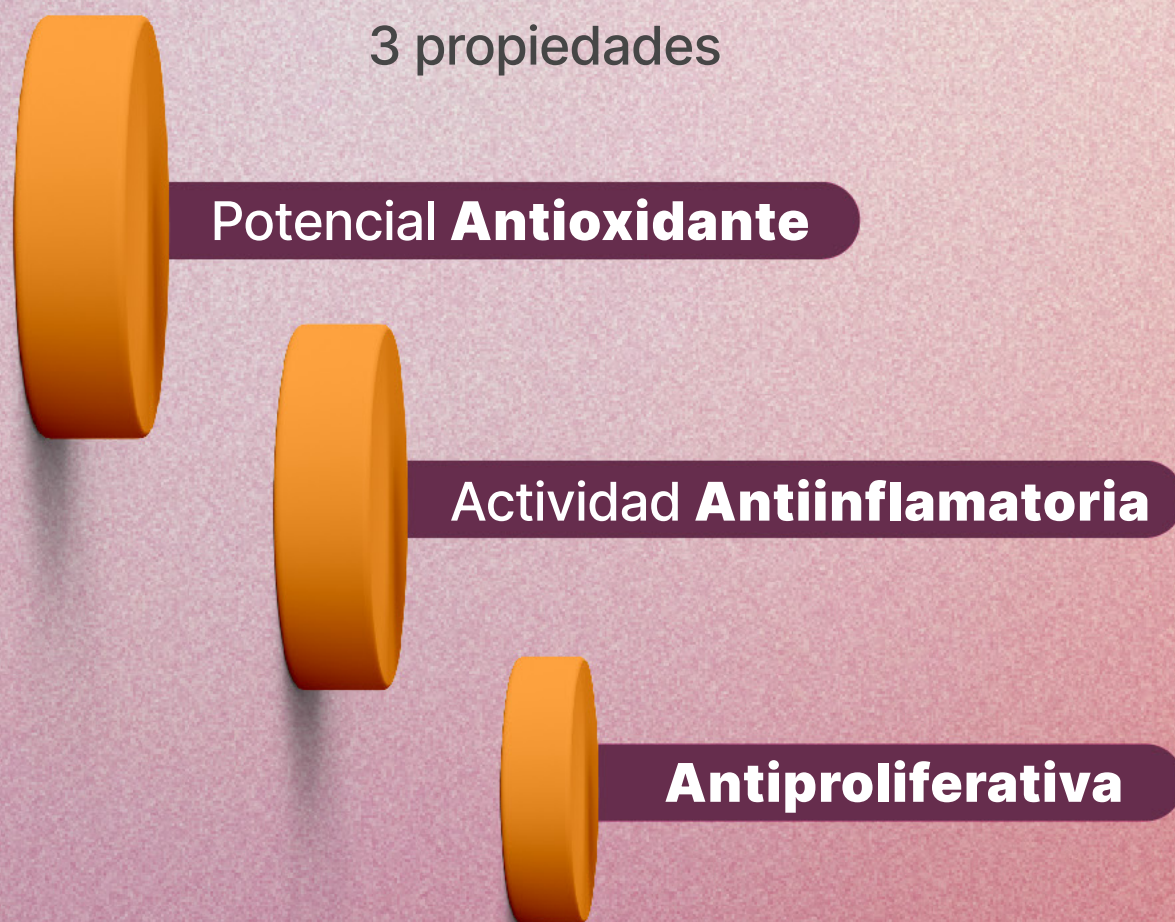 3 propiedades
Potencial Antioxidante
Actividad Antiinflamatoria
Antiproliferativa